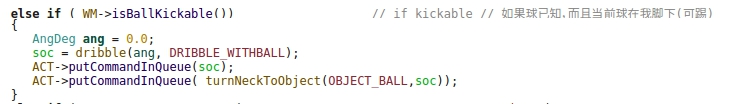 else if ( WM->isBallKickable()) // if kickable // 如果球已知,而且当前球在我脚下(可踢)
{
AngDeg ang = 0.0;
soc = dribble(ang, DRIBBLE_WITHBALL);
ACT->putCommandInQueue(soc);
ACT->putCommandInQueue( turnNeckToObject(OBJECT_BALL,soc));
}